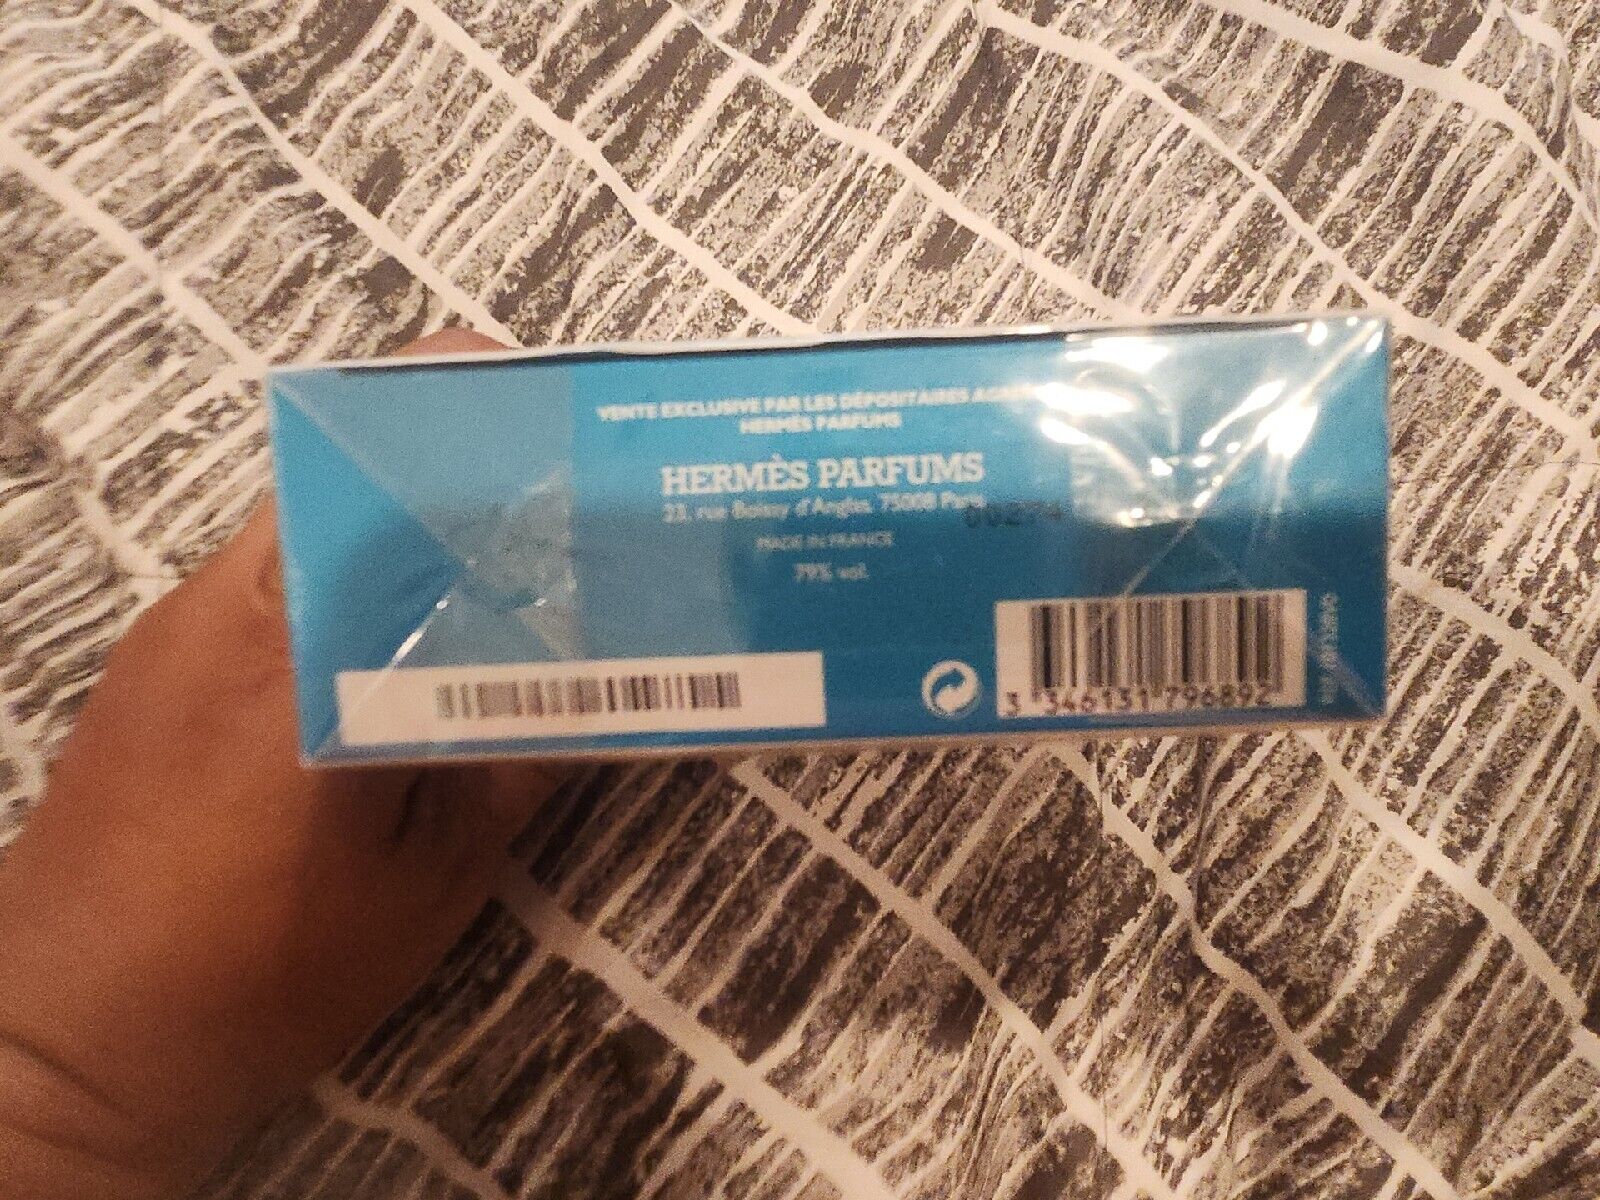 VENTE EXCLUSIVE PAR LES DÉPOSITAIRES
HERMÈS PARFUMS
HERMÈS PARFUMS
23, rue Boissy d'Anglas, 75008 Paris
MADE IN FRANCE
79% vol.
3 346131 796892